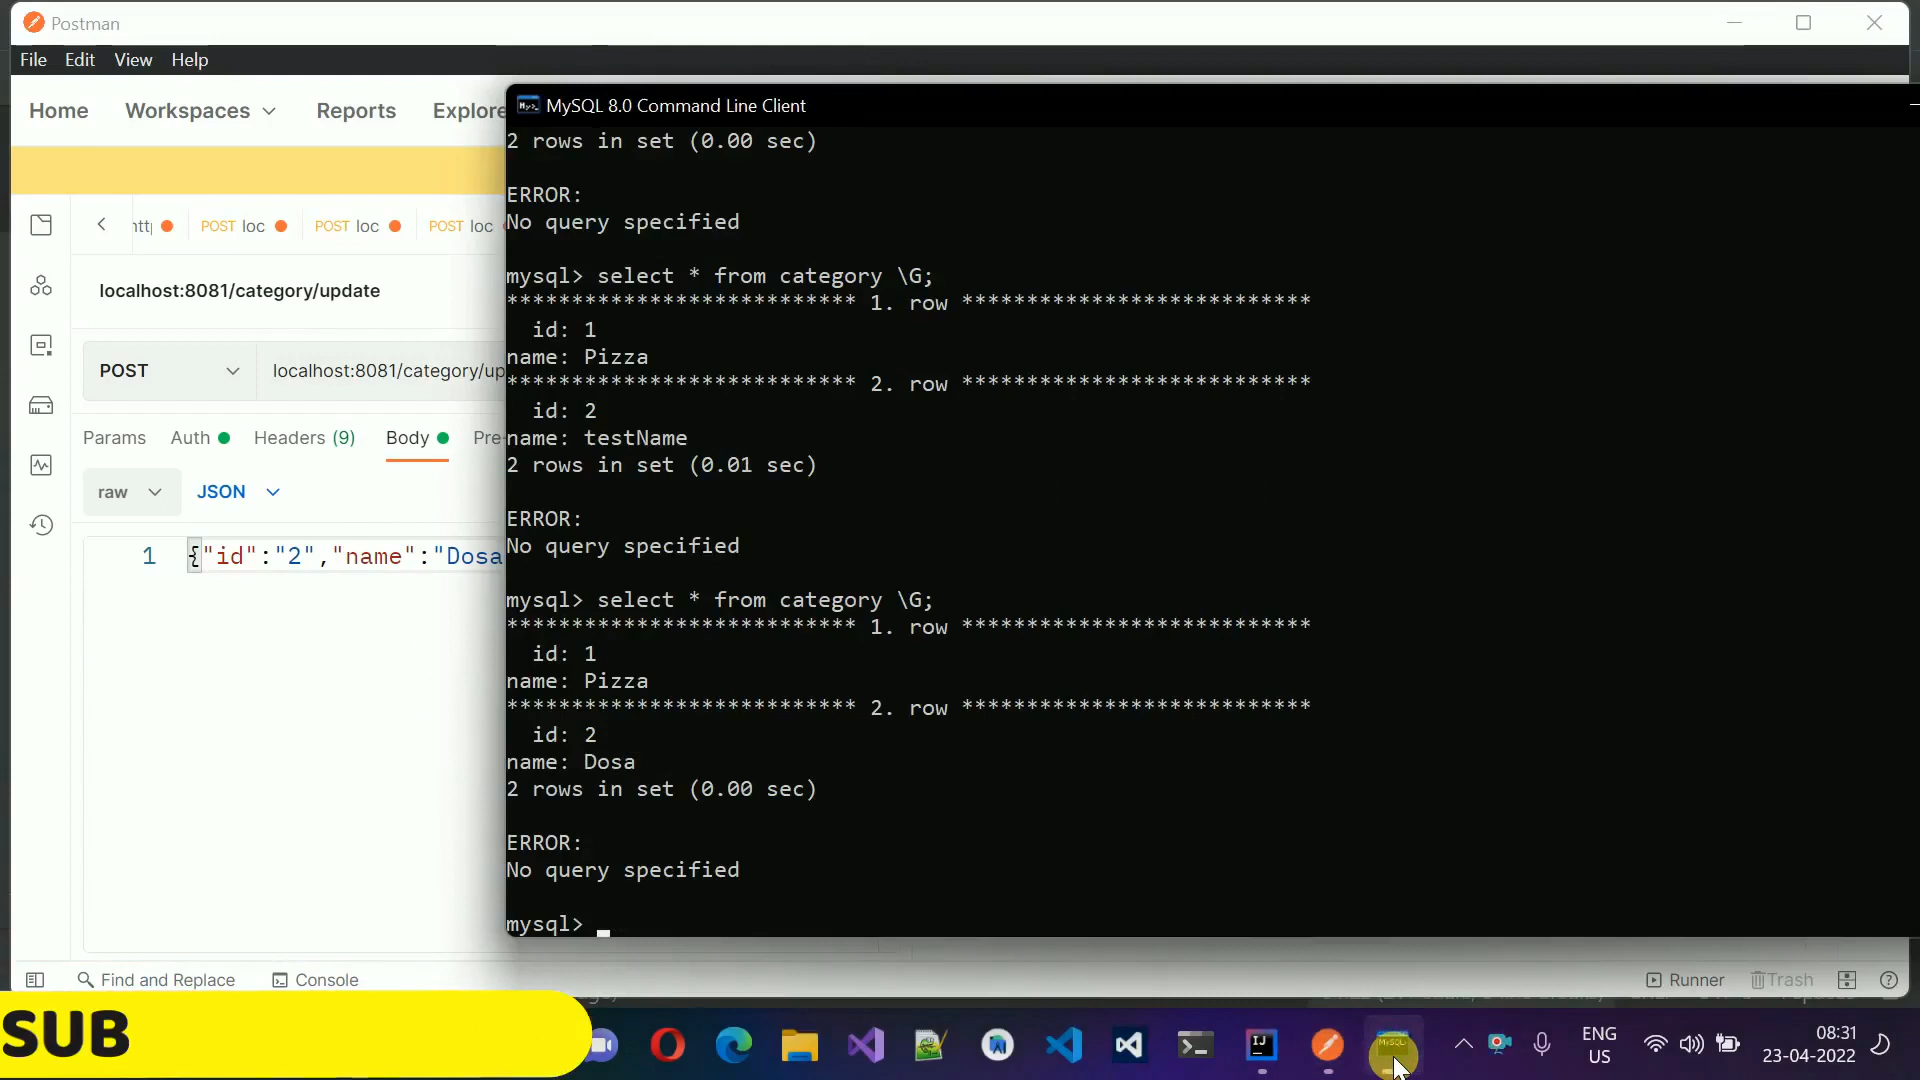 Postman
File Edit View Help
Home Workspaces Reports Explore
POST loc POST loc POST loc
localhost:8081/category/update
POST localhost:8081/category/up
Params Auth Headers (9) Body Pre-
raw JSON
1 {"id":"2","name":"Dosa
Find and Replace Console Runner Trash
MySQL 8.0 Command Line Client
2 rows in set (0.00 sec)
ERROR:
No query specified
mysql> select * from category \G;
*************************** 1. row ***************************
id: 1
name: Pizza
*************************** 2. row ***************************
id: 2
name: testName
2 rows in set (0.01 sec)
ERROR:
No query specified
mysql> select * from category \G;
*************************** 1. row ***************************
id: 1
name: Pizza
*************************** 2. row ***************************
id: 2
name: Dosa
2 rows in set (0.00 sec)
ERROR:
No query specified
mysql>
SUB
ENG
US
08:31
23-04-2022